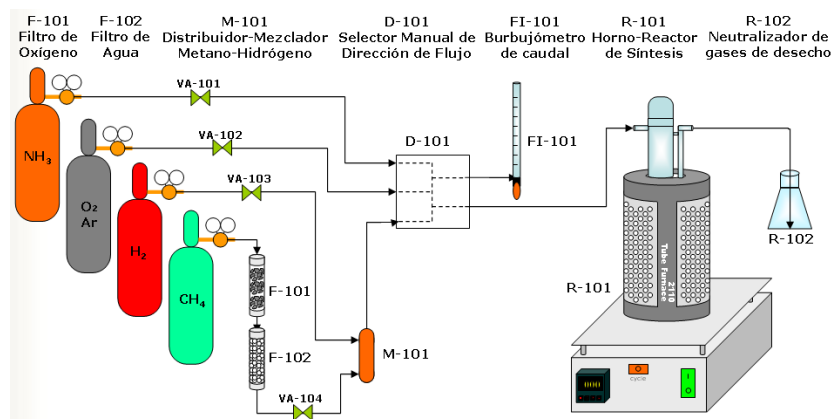 F-101
Filtro de
Oxígeno
F-102
Filtro de
Agua
M-101
Distribuidor-Mezclador
Metano-Hidrógeno
D-101
Selector Manual de
Dirección de Flujo
FI-101
Burbujómetro
de caudal
R-101
Horno-Reactor
de Síntesis
R-102
Neutralizador de
gases de desecho
VA-101
VA-102
VA-103
D-101
FI-101
NH₃
O₂
Ar
H₂
CH₄
F-101
F-102
VA-104
M-101
R-101
2110
Tube Furnace
R-102
000
cycle
I